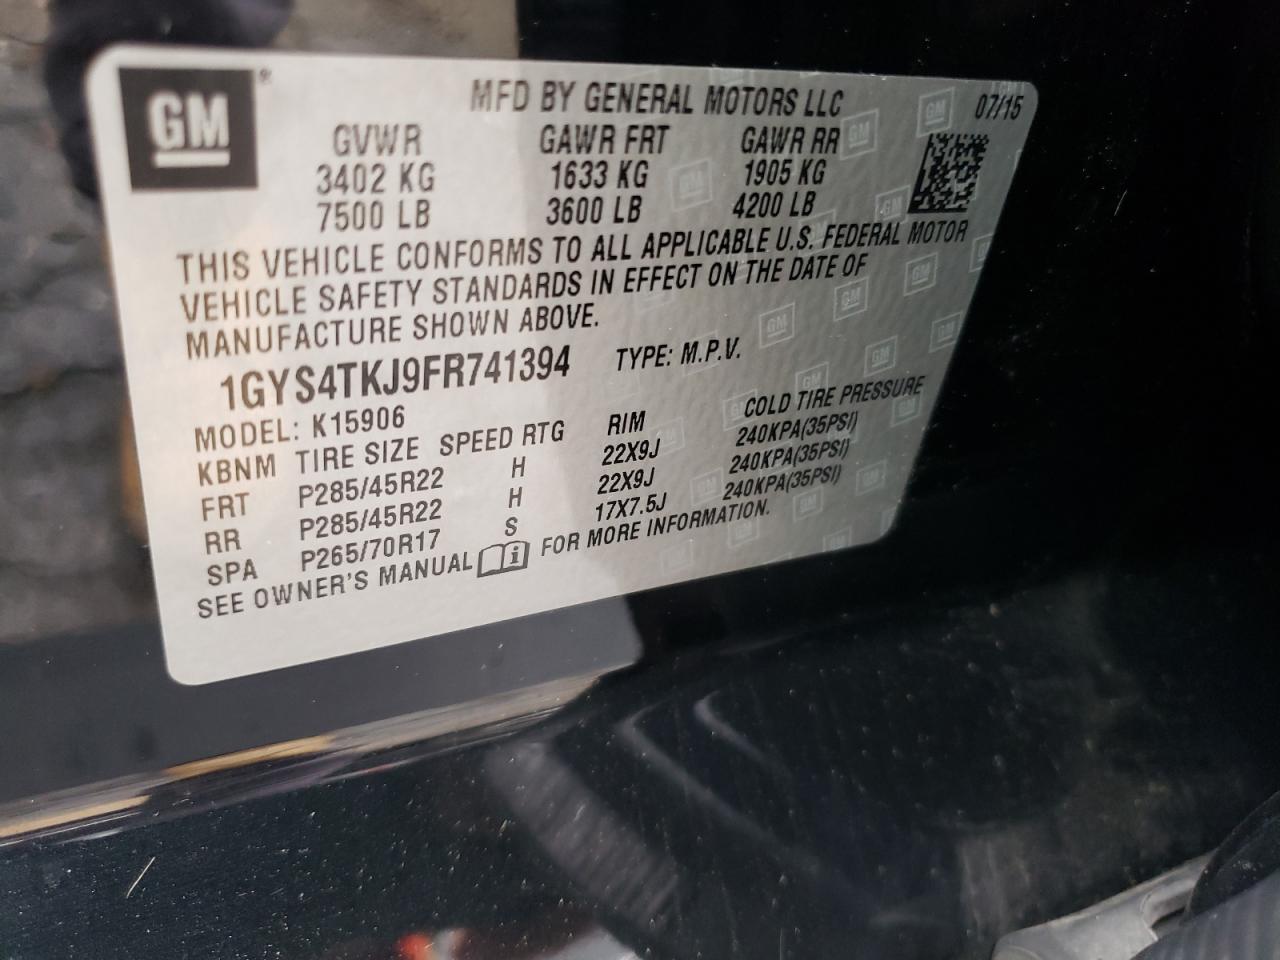 GM®
MFD BY GENERAL MOTORS LLC 07/15
GVWR GAWR FRT GAWR RR
3402 KG 1633 KG 1905 KG
7500 LB 3600 LB 4200 LB
THIS VEHICLE CONFORMS TO ALL APPLICABLE U.S. FEDERAL MOTOR
VEHICLE SAFETY STANDARDS IN EFFECT ON THE DATE OF
MANUFACTURE SHOWN ABOVE.
1GYS4TKJ9FR741394 TYPE: M.P.V.
MODEL: K15906
KBNM TIRE SIZE SPEED RTG RIM COLD TIRE PRESSURE
FRT P285/45R22 H 22X9J 240KPA(35PSI)
RR P285/45R22 H 22X9J 240KPA(35PSI)
SPA P265/70R17 S 17X7.5J 240KPA(35PSI)
SEE OWNER'S MANUAL i FOR MORE INFORMATION.